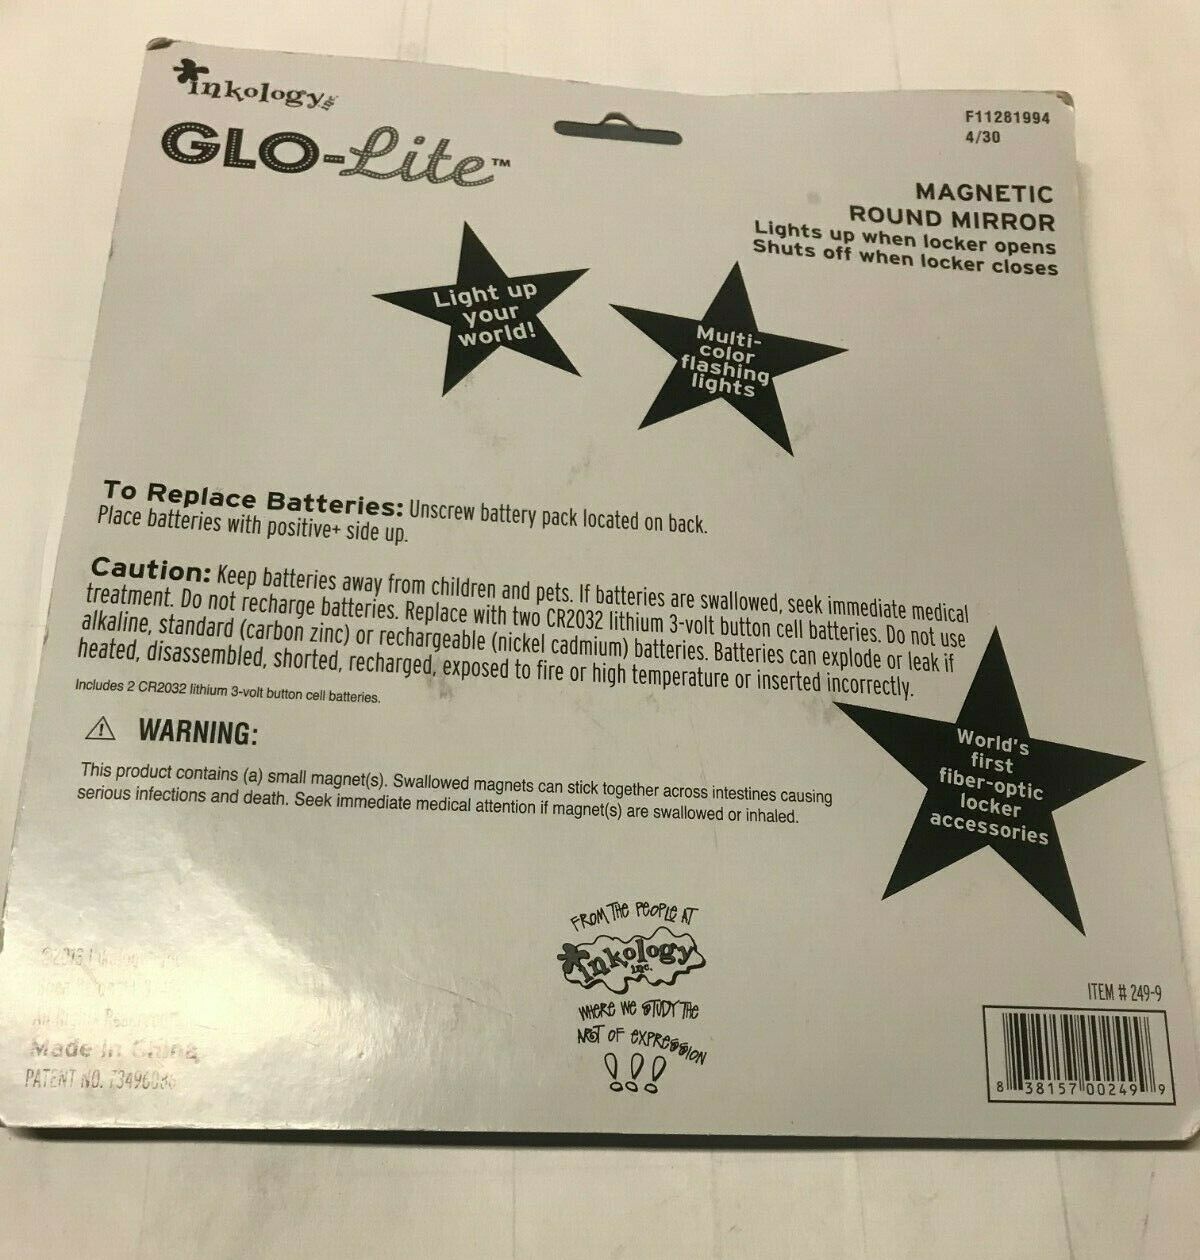 inkology inc.
GLO-Lite™
F11281994
4/30
MAGNETIC
ROUND MIRROR
Lights up when locker opens
Shuts off when locker closes
Light up
your
world!
Multi-
color
flashing
lights
To Replace Batteries: Unscrew battery pack located on back.
Place batteries with positive+ side up.
Caution: Keep batteries away from children and pets. If batteries are swallowed, seek immediate medical
treatment. Do not recharge batteries. Replace with two CR2032 lithium 3-volt button cell batteries. Do not use
alkaline, standard (carbon zinc) or rechargeable (nickel cadmium) batteries. Batteries can explode or leak if
heated, disassembled, shorted, recharged, exposed to fire or high temperature or inserted incorrectly.
Includes 2 CR2032 lithium 3-volt button cell batteries.
WARNING:
This product contains (a) small magnet(s). Swallowed magnets can stick together across intestines causing
serious infections and death. Seek immediate medical attention if magnet(s) are swallowed or inhaled.
World's
first
fiber-optic
locker
accessories
FROM THE PEOPLE AT
inkology
inc.
WHERE WE STUDY THE
ART OF EXPRESSION
!!!
Made In China
PATENT NO.
ITEM # 249-9
8 38157 00249 9